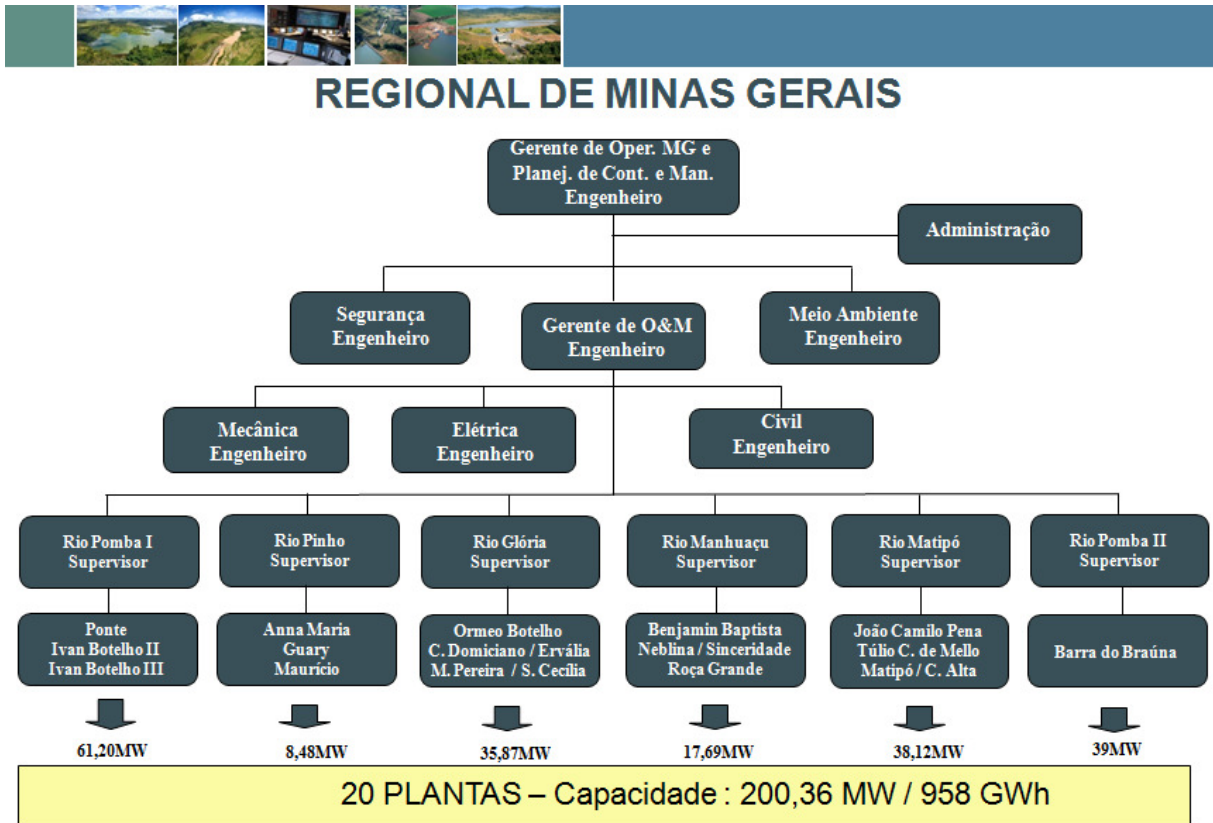 REGIONAL DE MINAS GERAIS
Gerente de Oper. MG e
Planej. de Cont. e Man.
Engenheiro
Administração
Segurança
Engenheiro
Gerente de O&M
Engenheiro
Meio Ambiente
Engenheiro
Mecânica
Engenheiro
Elétrica
Engenheiro
Civil
Engenheiro
Rio Pomba I
Supervisor
Rio Pinho
Supervisor
Rio Glória
Supervisor
Rio Manhuaçu
Supervisor
Rio Matipó
Supervisor
Rio Pomba II
Supervisor
Ponte
Ivan Botelho II
Ivan Botelho III
Anna Maria
Guary
Maurício
Ormeo Botelho
C. Domiciano / Ervália
M. Pereira / S. Cecília
Benjamin Baptista
Neblina / Sinceridade
Roça Grande
João Camilo Pena
Túlio C. de Mello
Matipó / C. Alta
Barra do Braúna
61,20MW
8,48MW
35,87MW
17,69MW
38,12MW
39MW
20 PLANTAS – Capacidade : 200,36 MW / 958 GWh